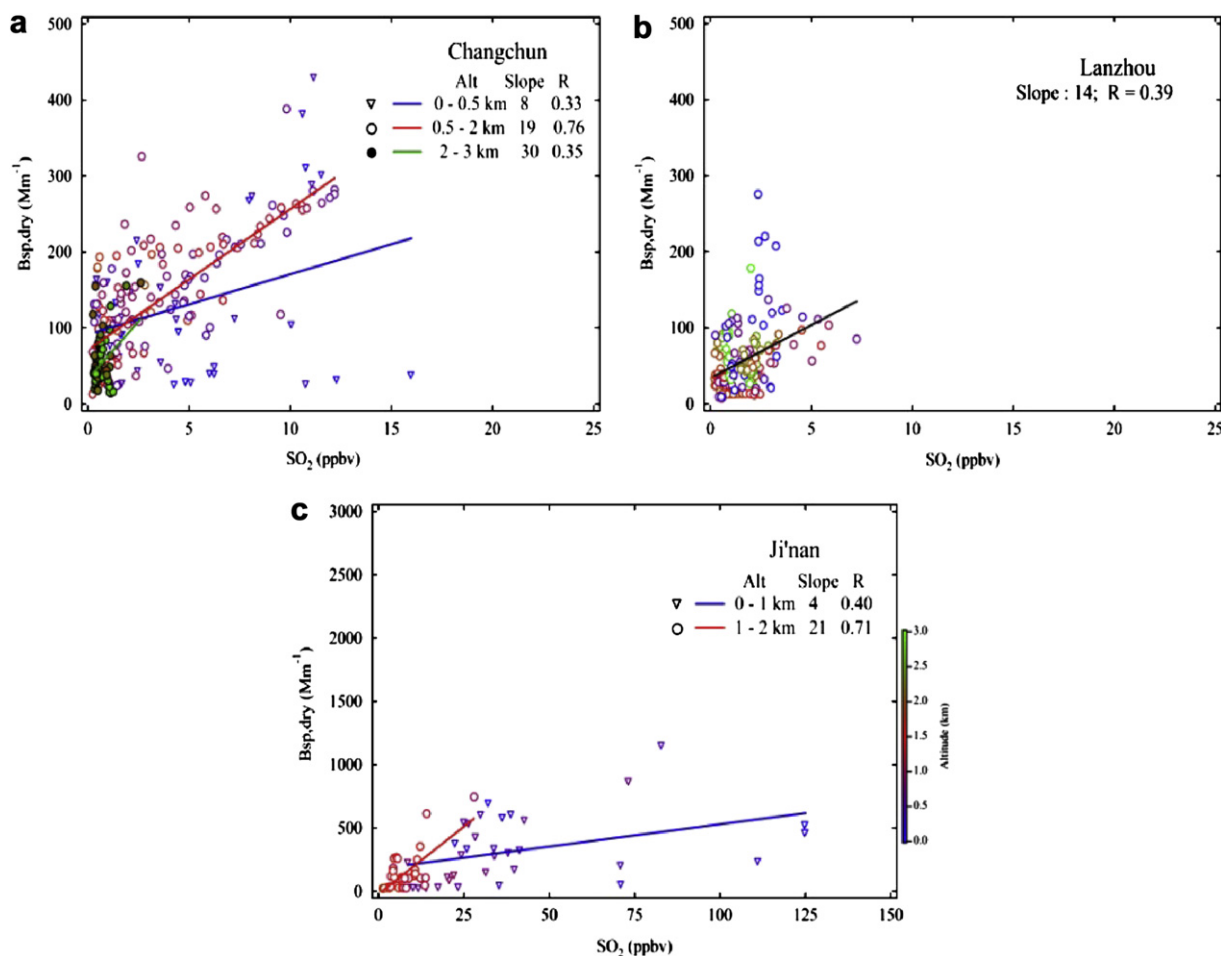 a
500
400
300
200
100
0
Bsp,dry (Mm⁻¹)
Changchun
Alt Slope R
0 - 0.5 km 8 0.33
0.5 - 2 km 19 0.76
2 - 3 km 30 0.35
0 5 10 15 20 25
SO₂ (ppbv)
b
500
400
300
200
100
0
Bsp,dry (Mm⁻¹)
Lanzhou
Slope : 14; R = 0.39
0 5 10 15 20 25
SO₂ (ppbv)
c
3000
2500
2000
1500
1000
500
0
Bsp,dry (Mm⁻¹)
Ji'nan
Alt Slope R
0 - 1 km 4 0.40
1 - 2 km 21 0.71
0 25 50 75 100 125 150
SO₂ (ppbv)
3.0
2.5
2.0
1.5
1.0
0.5
0.0
Altitude (km)